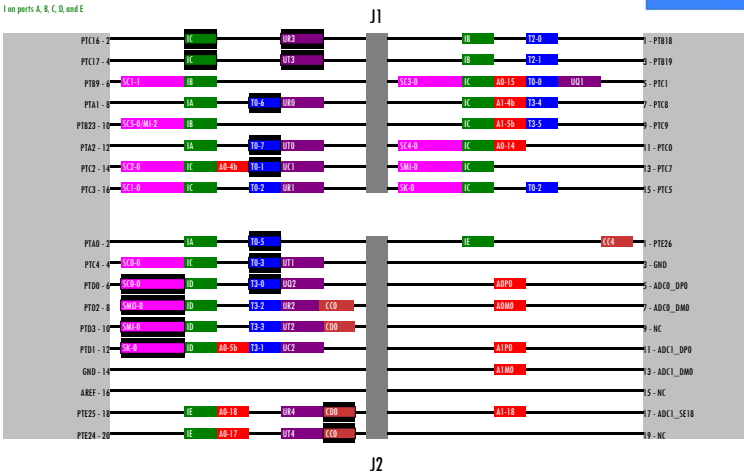 I on ports A, B, C, D, and E
J1
PTC16 - 2 IC UR3 IB T2-0 1 - PTB18
PTC17 - 4 IC UT3 IB T2-1 3 - PTB19
PTB9 - 6 SC1-1 IB SC3-0 IC A0-15 T0-0 UQ1 5 - PTC1
PTA1 - 8 IA T0-6 UR0 IC A1-4b T3-4 7 - PTC8
PTB23 - 10 SC5-0/MI-2 IB IC A1-5b T3-5 9 - PTC9
PTA2 - 12 IA T0-7 UT0 SC4-0 IC A0-14 11 - PTC0
PTC2 - 14 SC2-0 IC A0-4b T0-1 UC1 SMI-0 IC 13 - PTC7
PTC3 - 16 SC1-0 IC T0-2 UR1 SK-0 IC T0-2 15 - PTC5
PTA0 - 2 IA T0-5 IE CC4 1 - PTE26
PTC4 - 4 SC0-0 IC T0-3 UT1 3 - GND
PTD0 - 6 SC0-0 ID T3-0 UQ2 A0P0 5 - ADC0_DP0
PTD2 - 8 SMO-0 ID T3-2 UR2 CC0 A0M0 7 - ADC0_DM0
PTD3 - 10 SMI-0 ID T3-3 UT2 CD0 9 - NC
PTD1 - 12 SK-0 ID A0-5b T3-1 UC2 A1P0 11 - ADC1_DP0
GND - 14 A1M0 13 - ADC1_DM0
AREF - 16 15 - NC
PTE25 - 18 IE A0-18 UR4 CD0 A1-18 17 - ADC1_SE18
PTE24 - 20 IE A0-17 UT4 CC0 19 - NC
J2